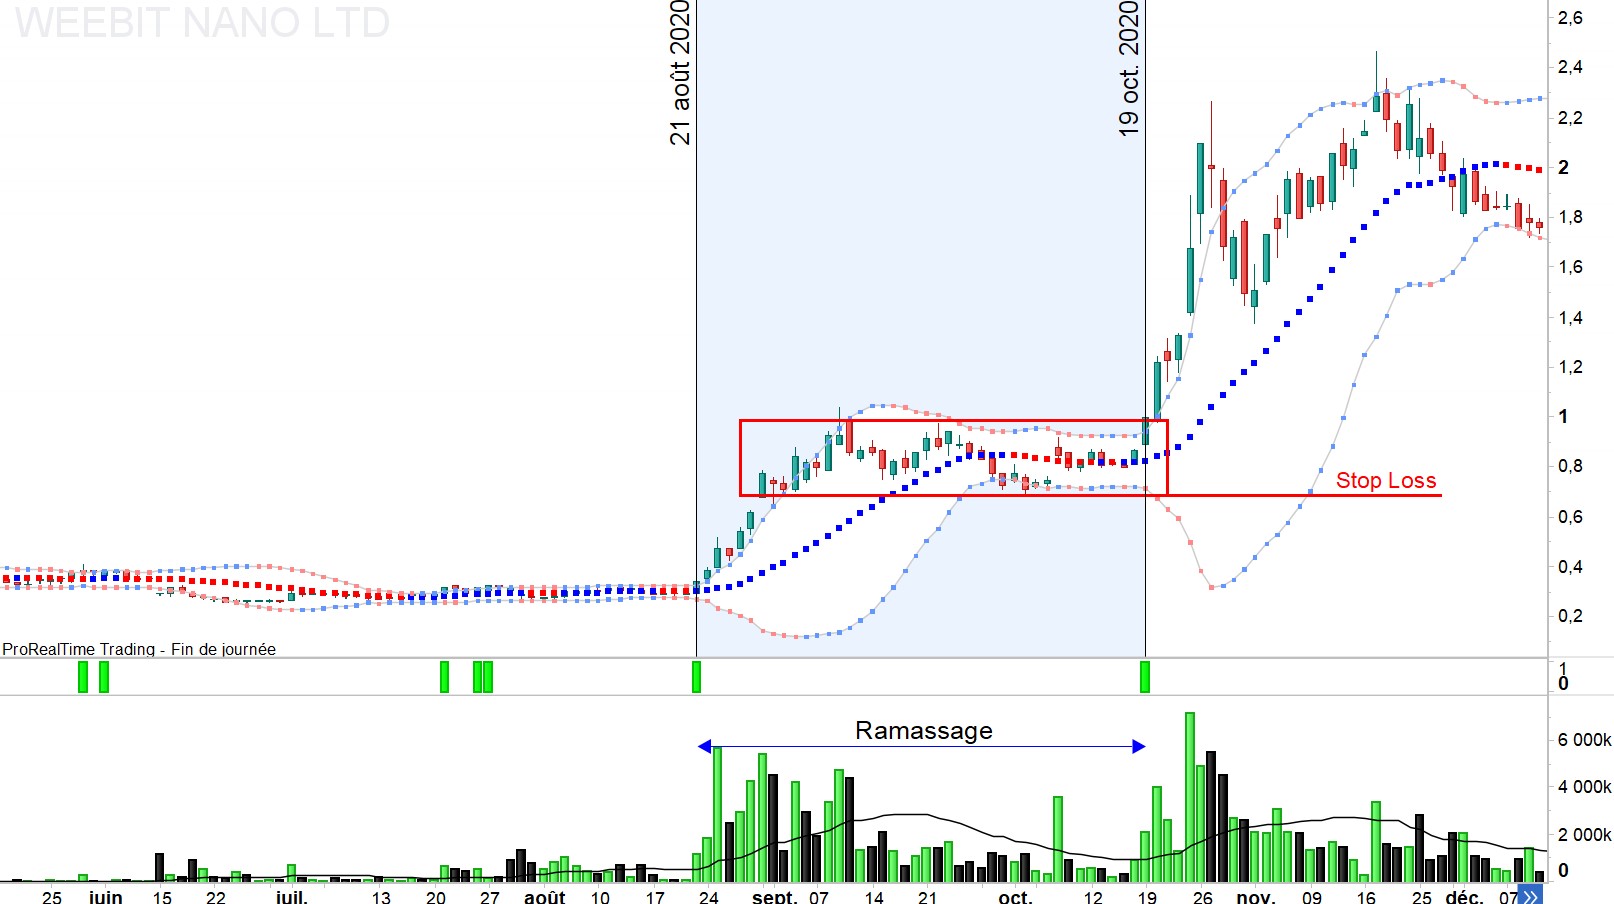 WEEBIT NANO LTD
21 août 2020
19 oct. 2020
2,6
2,4
2,2
2
1,8
1,6
1,4
1,2
1
0,8
0,6
0,4
0,2
Stop Loss
ProRealTime Trading - Fin de journée
1
0
Ramassage
6 000k
4 000k
2 000k
0
25 juin 15 22 juil. 13 20 27 août 10 17 24 sept. 07 14 21 oct. 12 19 26 nov. 09 16 25 déc. 07